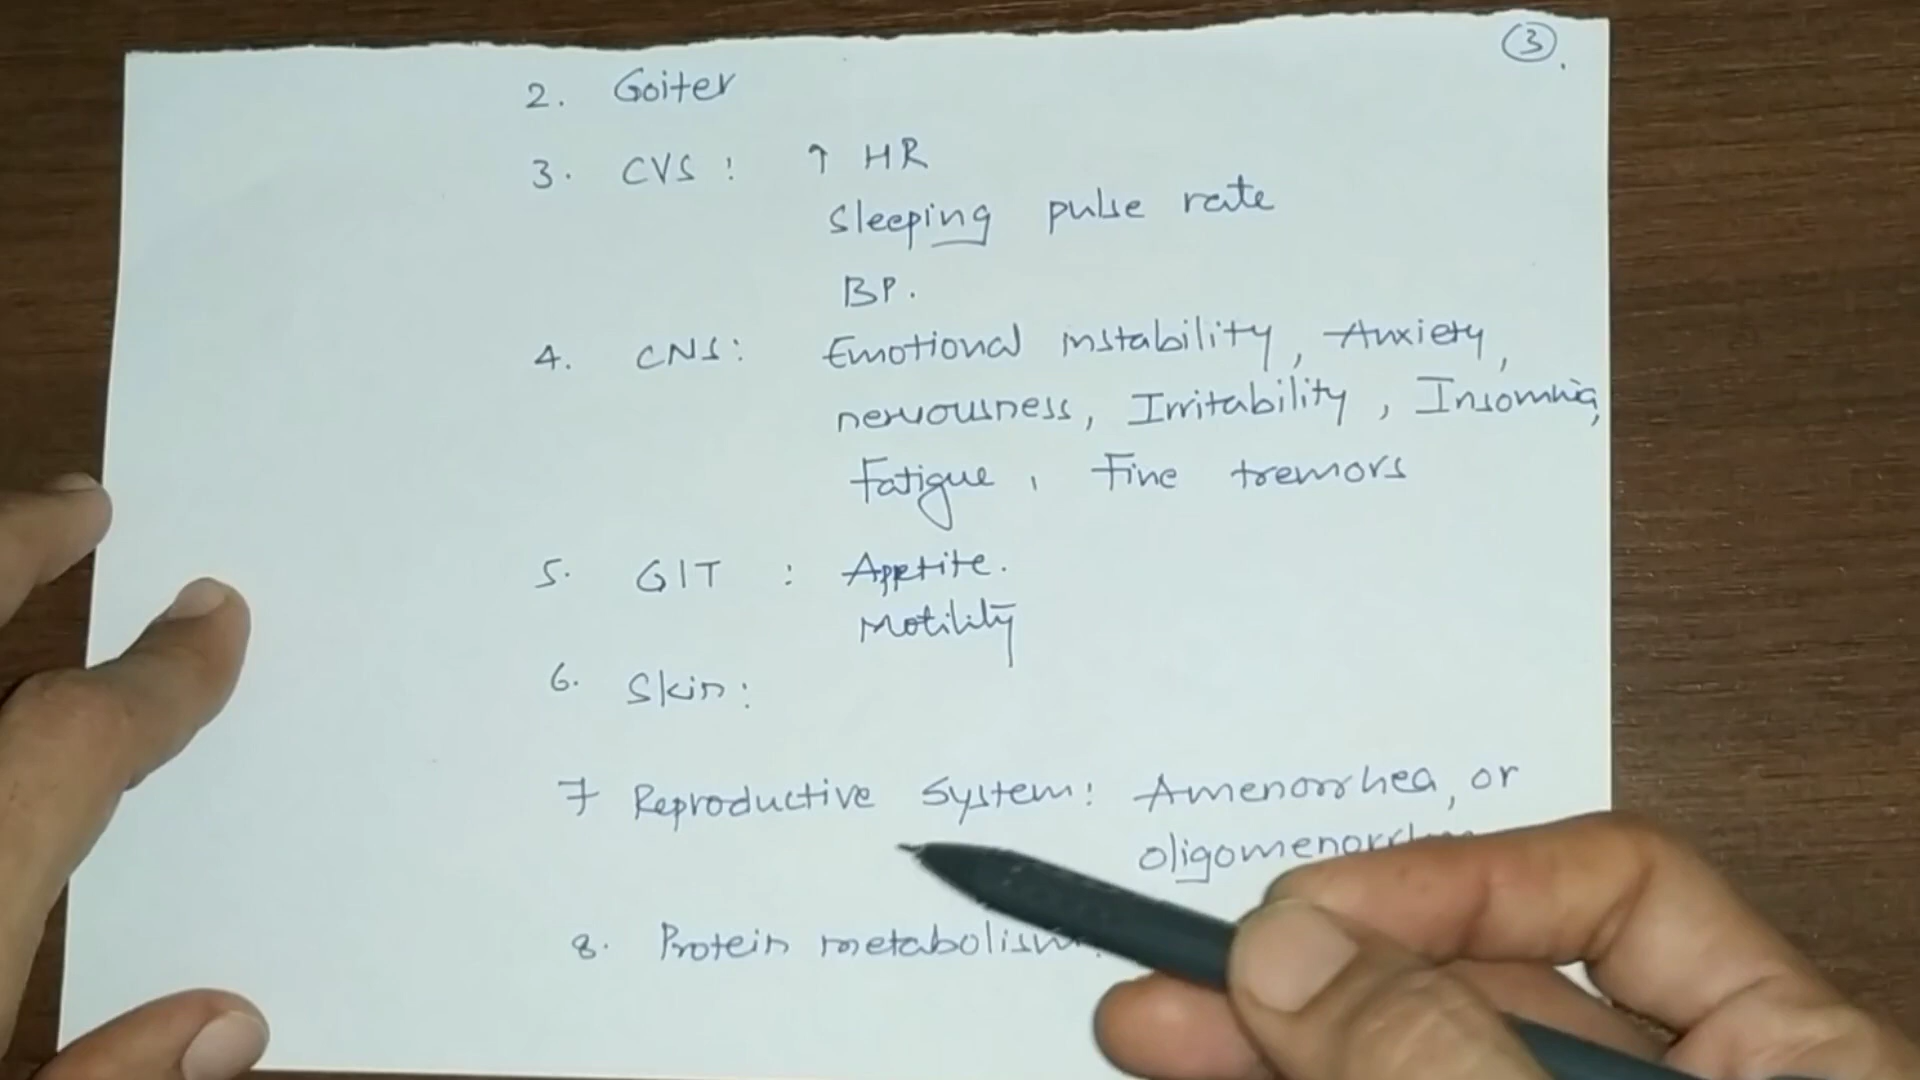 ③.
2. Goiter
3. CVS : ↑ HR
Sleeping pulse rate
BP.
4. CNS: Emotional instability, Anxiety,
nervousness, Irritability, Insomnia,
Fatigue, Fine tremors
5. GIT : Appetite.
Motility
6. Skin:
7 Reproductive System: Amenorrhea, or
8. Protein metabolism: